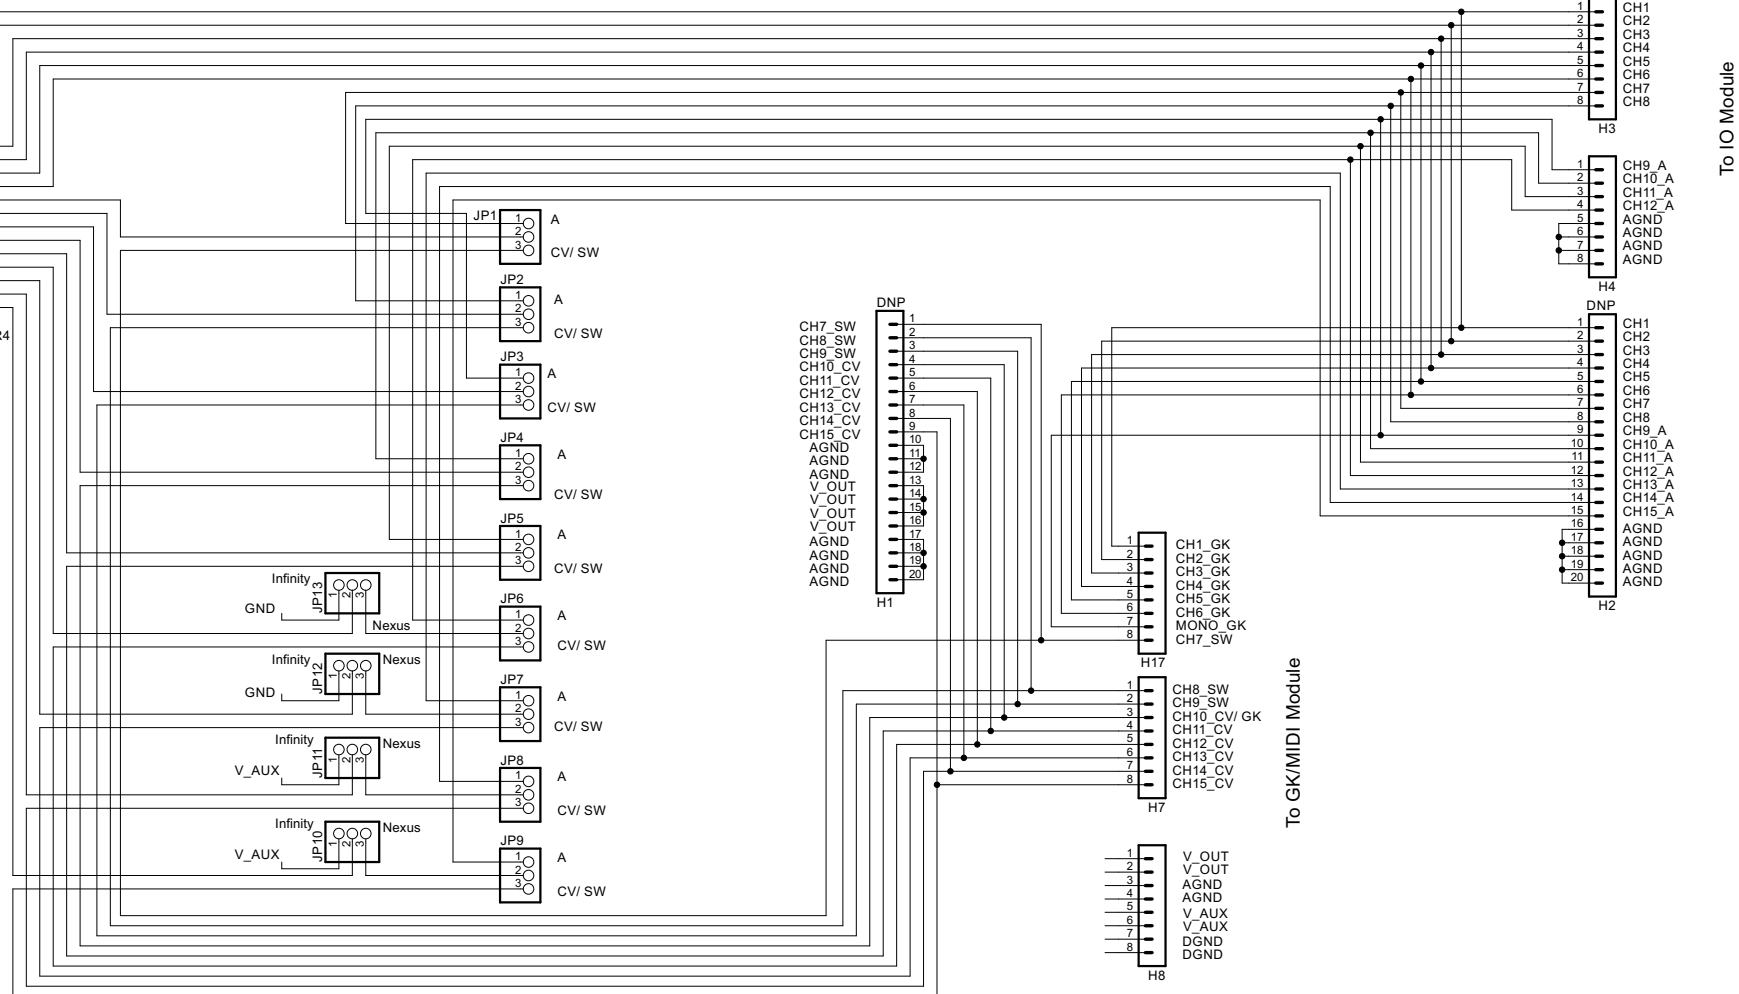 1 CH1
2 CH2
3 CH3
4 CH4
5 CH5
6 CH6
7 CH7
8 CH8
H3
To IO Module
1 CH9_A
2 CH10_A
3 CH11_A
4 CH12_A
5 AGND
6 AGND
7 AGND
8 AGND
H4
JP1
1 A
2
3 CV/ SW
JP2
1 A
2
3 CV/ SW
JP3
1 A
2
3 CV/ SW
JP4
1 A
2
3 CV/ SW
JP5
1 A
2
3 CV/ SW
JP6
1 A
2
3 CV/ SW
JP7
1 A
2
3 CV/ SW
JP8
1 A
2
3 CV/ SW
JP9
1 A
2
3 CV/ SW
Infinity
JP13
1 2 3
GND
Nexus
Infinity
JP12
1 2 3
Nexus
GND
Infinity
JP11
1 2 3
Nexus
V_AUX
Infinity
JP10
1 2 3
Nexus
V_AUX
DNP
CH7_SW 1
CH8_SW 2
CH9_SW 3
CH10_CV 4
CH11_CV 5
CH12_CV 6
CH13_CV 7
CH14_CV 8
CH15_CV 9
AGND 10
AGND 11
AGND 12
V_OUT 13
V_OUT 14
V_OUT 15
V_OUT 16
AGND 17
AGND 18
AGND 19
AGND 20
H1
DNP
1 CH1
2 CH2
3 CH3
4 CH4
5 CH5
6 CH6
7 CH7
8 CH8
9 CH9_A
10 CH10_A
11 CH11_A
12 CH12_A
13 CH13_A
14 CH14_A
15 CH15_A
16 AGND
17 AGND
18 AGND
19 AGND
20 AGND
H2
1 CH1_GK
2 CH2_GK
3 CH3_GK
4 CH4_GK
5 CH5_GK
6 CH6_GK
7 MONO_GK
8 CH7_SW
H17
1 CH8_SW
2 CH9_SW
3 CH10_CV/ GK
4 CH11_CV
5 CH12_CV
6 CH13_CV
7 CH14_CV
8 CH15_CV
H7
To GK/MIDI Module
1 V_OUT
2 V_OUT
3 AGND
4 AGND
5 V_AUX
6 V_AUX
7 DGND
8 DGND
H8